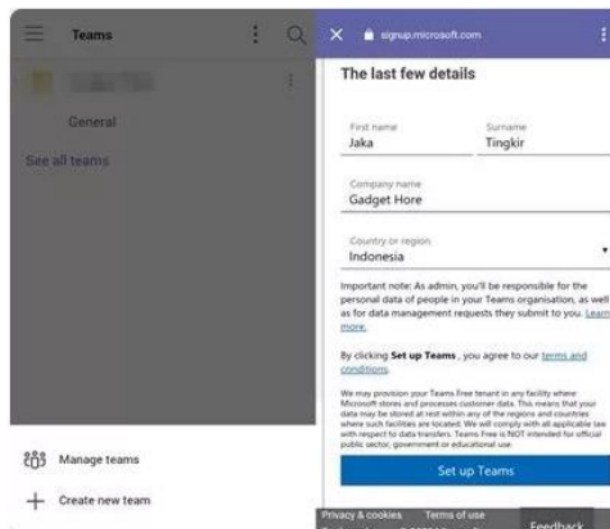 Teams
General
See all teams
Manage teams
Create new team
signup.microsoft.com
The last few details
First name
Surname
Jaka
Tingkir
Company name
Gadget Hore
Country or region
Indonesia
Important note: As admin, you'll be responsible for the
personal data of people in your Teams organisation, as well
as for data management requests they submit to you. Learn
more.
By clicking Set up Teams , you agree to our terms and
conditions.
We may provision your Teams Free tenant in any facility where
Microsoft stores and processes customer data. This means that your
data may be stored at rest within any of the regions and countries
where such facilities are located. We will comply with all applicable law
with respect to data transfers. Teams Free is NOT intended for official
public sector, government or educational use.
Set up Teams
Privacy & cookies
Terms of use
Feedback